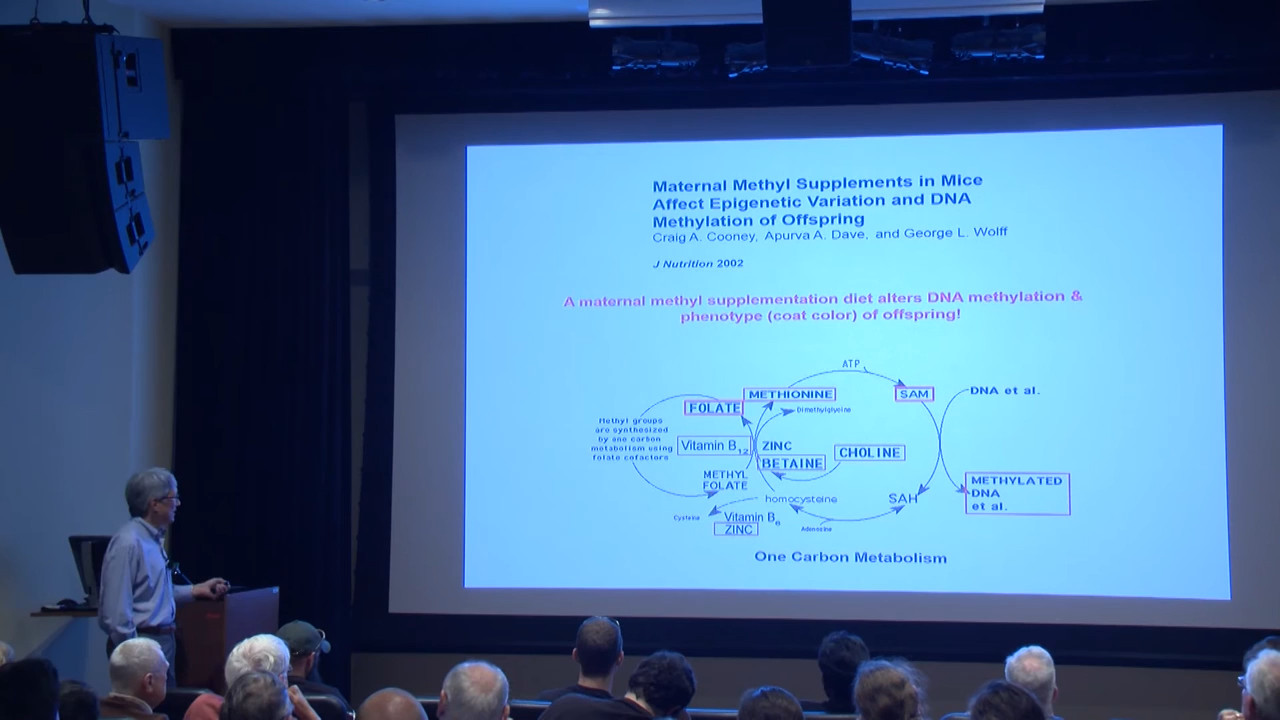 Maternal Methyl Supplements in Mice
Affect Epigenetic Variation and DNA
Methylation of Offspring
Craig A. Cooney, Apurva A. Dave, and George L. Wolff
J Nutrition 2002
A maternal methyl supplementation diet alters DNA methylation &
phenotype (coat color) of offspring!
ATP
METHIONINE
SAM
DNA et al.
FOLATE
Dimethylglycine
Methyl groups
are synthesized
by one carbon
metabolism using
folate cofactors
Vitamin B12
ZINC
BETAINE
CHOLINE
METHYL
FOLATE
homocysteine
SAH
METHYLATED
DNA
et al.
Cysteine
Vitamin B6
ZINC
Adenosine
One Carbon Metabolism